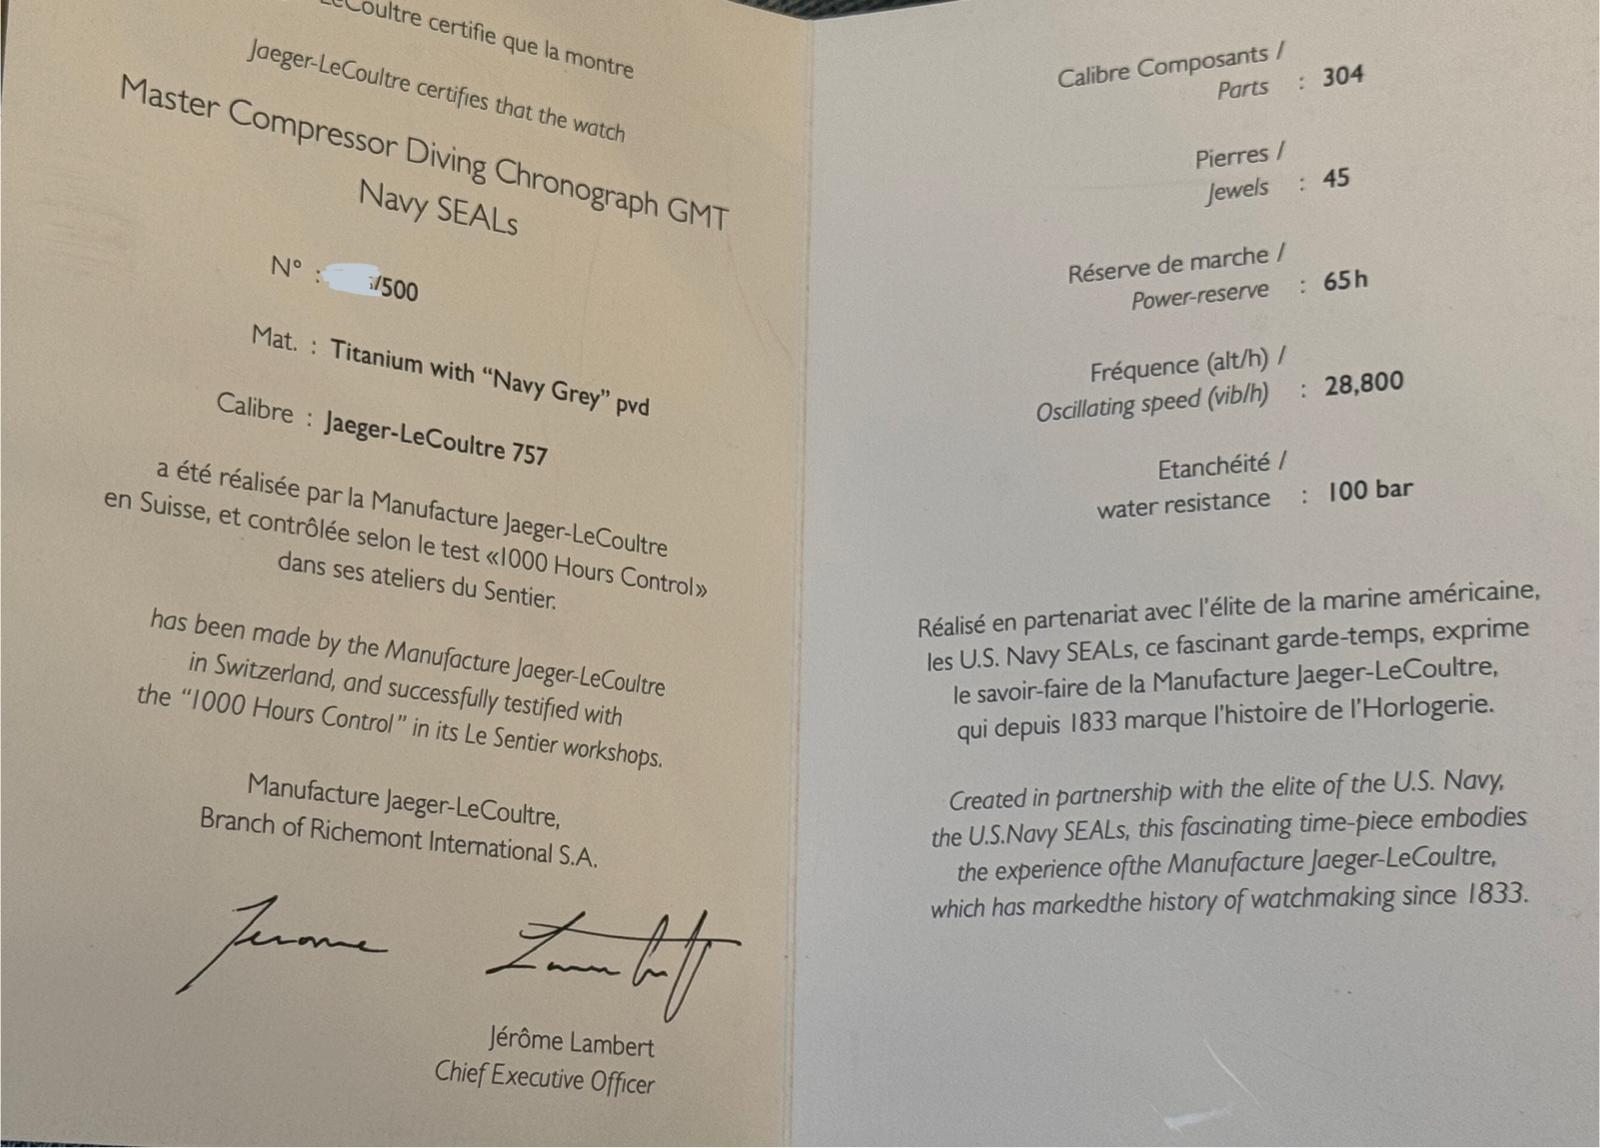 LeCoultre certifie que la montre
Jaeger-LeCoultre certifies that the watch
Master Compressor Diving Chronograph GMT
Navy SEALs
N° : /500
Mat. : Titanium with “Navy Grey” pvd
Calibre : Jaeger-LeCoultre 757
a été réalisée par la Manufacture Jaeger-LeCoultre
en Suisse, et contrôlée selon le test «1000 Hours Control»
dans ses ateliers du Sentier.
has been made by the Manufacture Jaeger-LeCoultre
in Switzerland, and successfully testified with
the “1000 Hours Control” in its Le Sentier workshops.
Manufacture Jaeger-LeCoultre,
Branch of Richemont International S.A.
Jerome Lambert
Jérôme Lambert
Chief Executive Officer
Calibre Composants /
Parts : 304
Pierres /
Jewels : 45
Réserve de marche /
Power-reserve : 65h
Fréquence (alt/h) /
Oscillating speed (vib/h) : 28,800
Etanchéité /
water resistance : 100 bar
Réalisé en partenariat avec l'élite de la marine américaine,
les U.S. Navy SEALs, ce fascinant garde-temps, exprime
le savoir-faire de la Manufacture Jaeger-LeCoultre,
qui depuis 1833 marque l'histoire de l'Horlogerie.
Created in partnership with the elite of the U.S. Navy,
the U.S.Navy SEALs, this fascinating time-piece embodies
the experience ofthe Manufacture Jaeger-LeCoultre,
which has markedthe history of watchmaking since 1833.